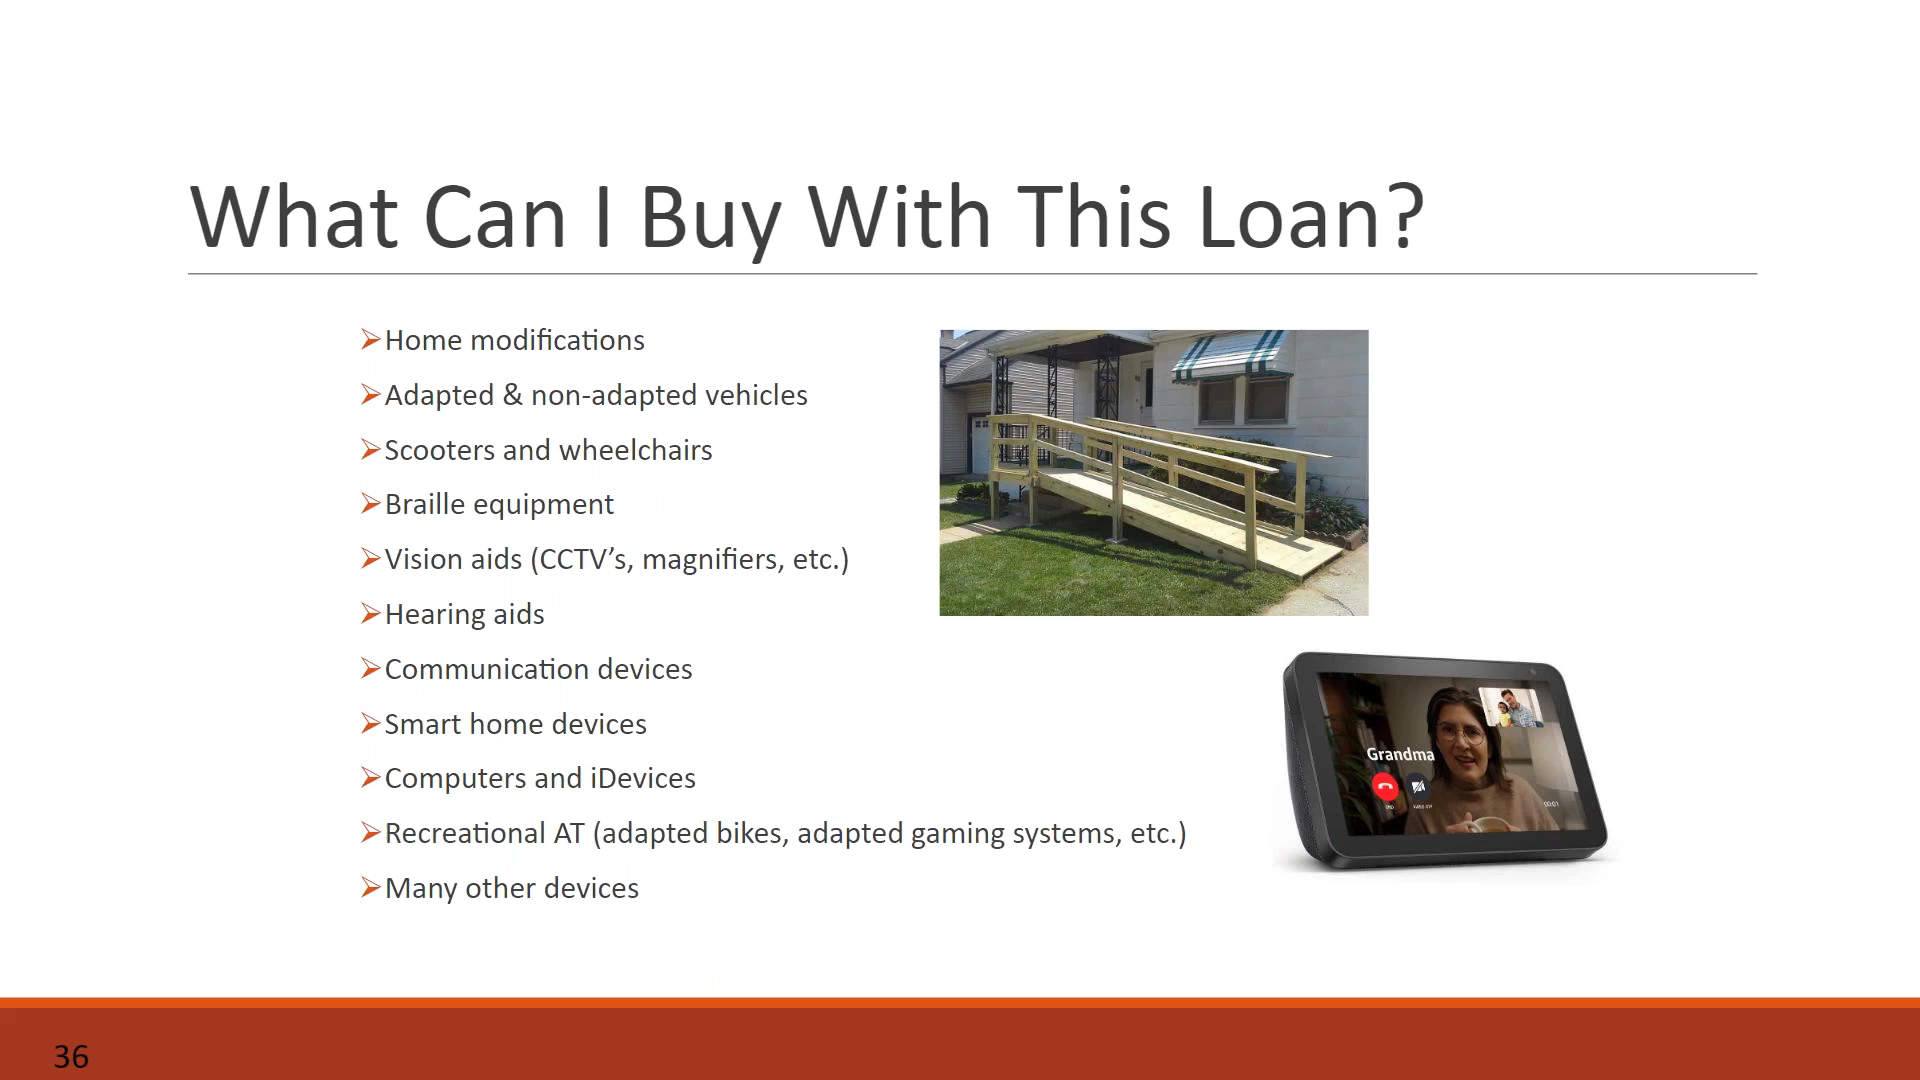 What Can I Buy With This Loan?
Home modifications
Adapted & non-adapted vehicles
Scooters and wheelchairs
Braille equipment
Vision aids (CCTV’s, magnifiers, etc.)
Hearing aids
Communication devices
Smart home devices
Computers and iDevices
Recreational AT (adapted bikes, adapted gaming systems, etc.)
Many other devices
Grandma
00:01
36